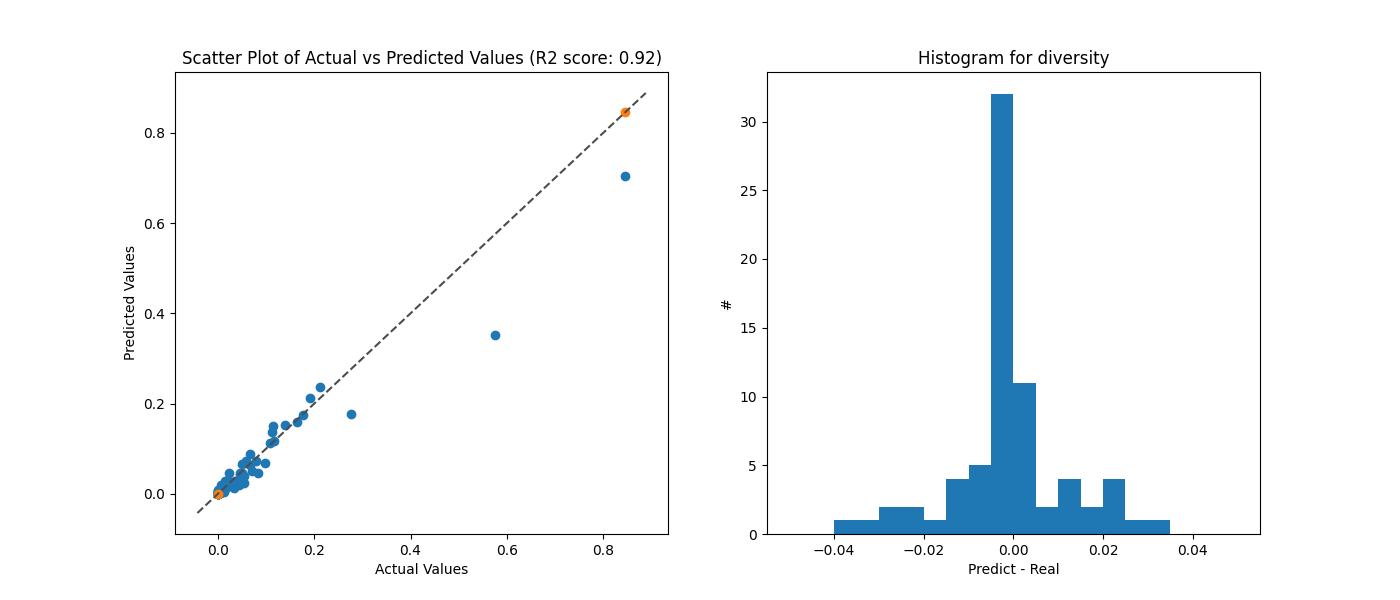 Scatter Plot of Actual vs Predicted Values (R2 score: 0.92)
0.8
0.6
0.4
0.2
0.0
Predicted Values
0.0 0.2 0.4 0.6 0.8
Actual Values
Histogram for diversity
30
25
20
15
10
5
0
#
−0.04 −0.02 0.00 0.02 0.04
Predict - Real